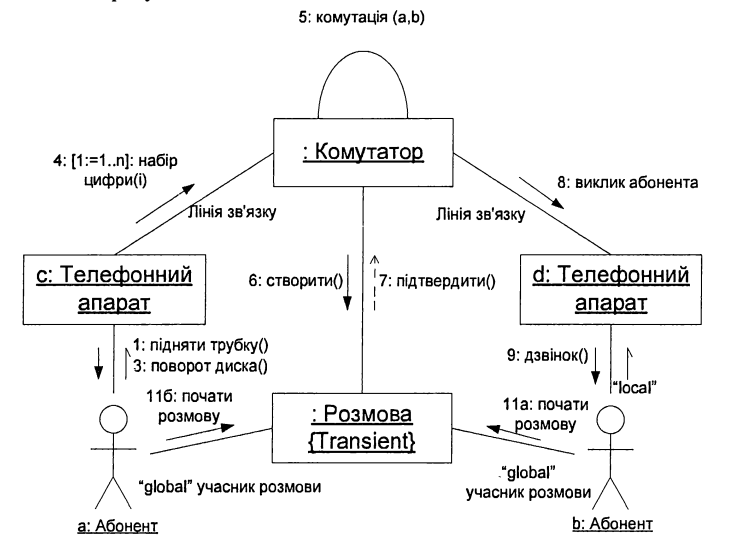 5: комутація (a,b)
: Комутатор
4: [1:=1..n]: набір
цифри(i)
8: виклик абонента
Лінія зв'язку
Лінія зв'язку
c: Телефонний
апарат
6: створити()
7: підтвердити()
d: Телефонний
апарат
1: підняти трубку()
3: поворот диска()
9: дзвінок()
"local"
11б: почати
розмову
: Розмова
{Transient}
11а: почати
розмову
"global" учасник розмови
"global"
учасник розмови
a: Абонент
b: Абонент